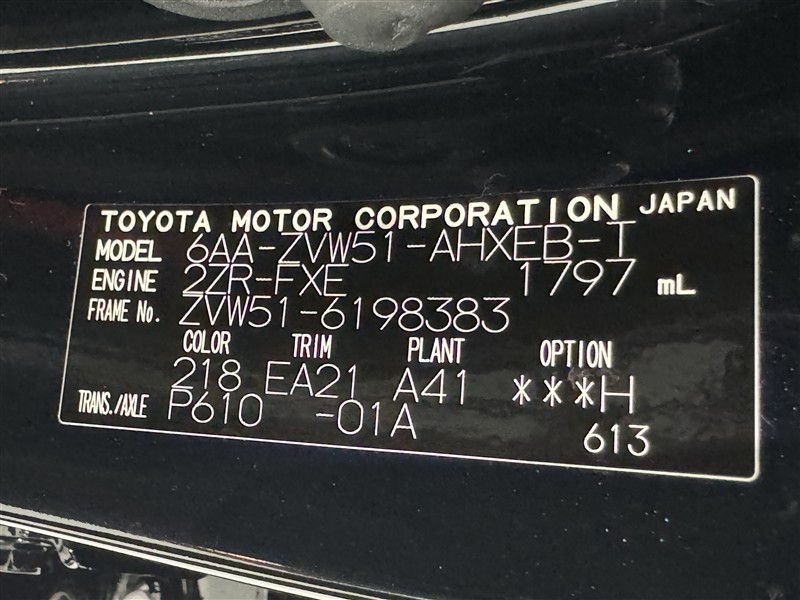 TOYOTA MOTOR CORPORATION JAPAN
MODEL 6AA-ZVW51-AHXEB-T
ENGINE 2ZR-FXE 1797 mL
FRAME No. ZVW51-6198383
COLOR TRIM PLANT OPTION
218 EA21 A41 ***H
TRANS./AXLE P610 -01A 613